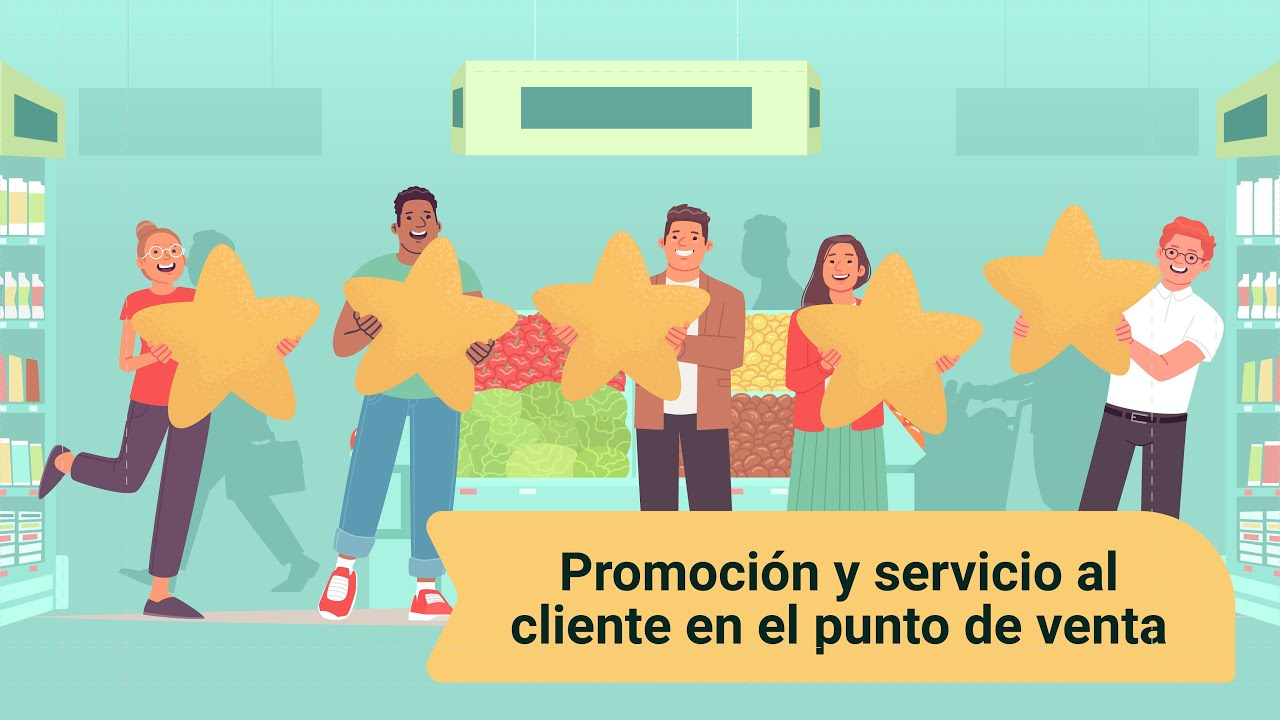 Promoción y servicio al
cliente en el punto de venta